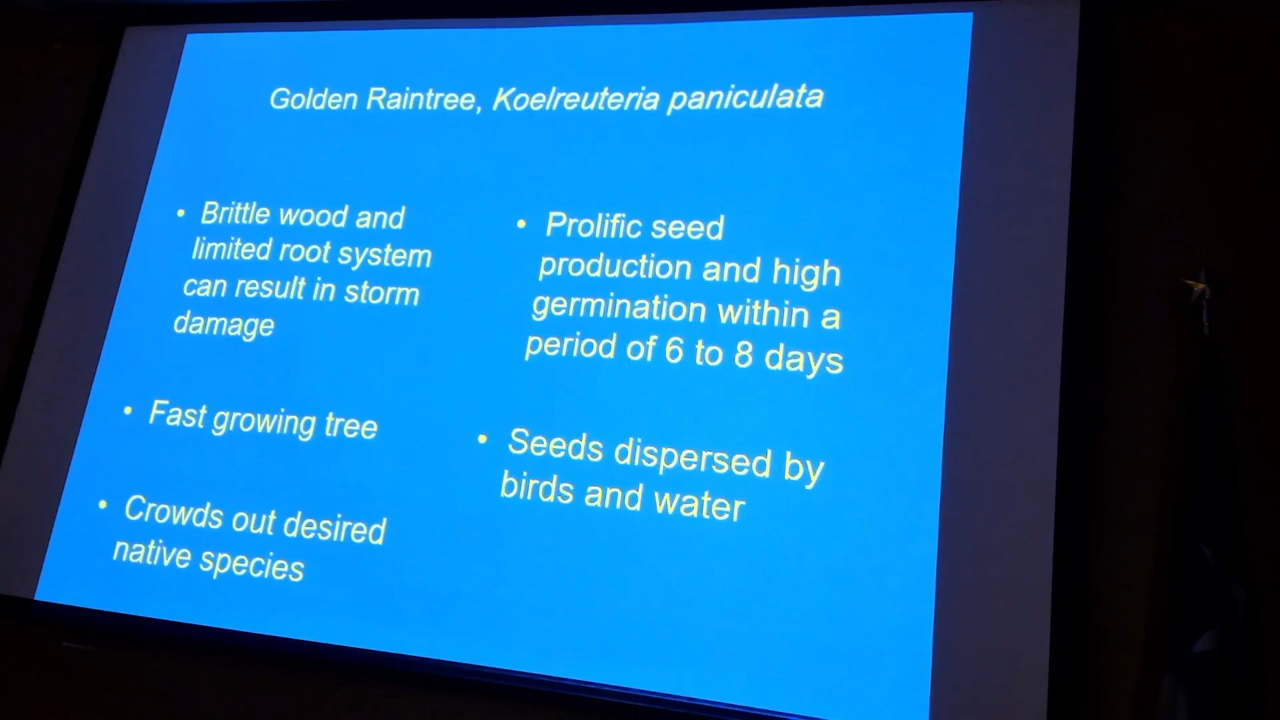 Golden Raintree, Koelreuteria paniculata
• Brittle wood and
limited root system
can result in storm
damage
• Fast growing tree
• Crowds out desired
native species
• Prolific seed
production and high
germination within a
period of 6 to 8 days
• Seeds dispersed by
birds and water